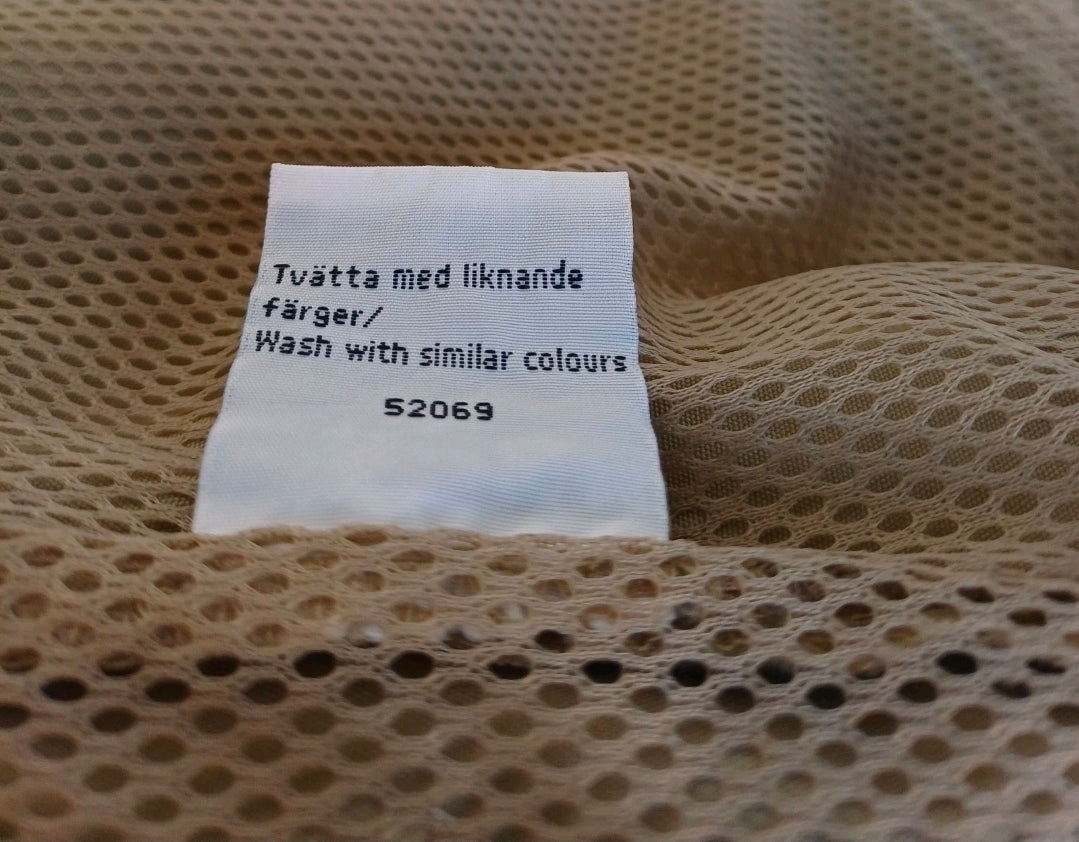 Tvätta med liknande
färger/
Wash with similar colours
52069